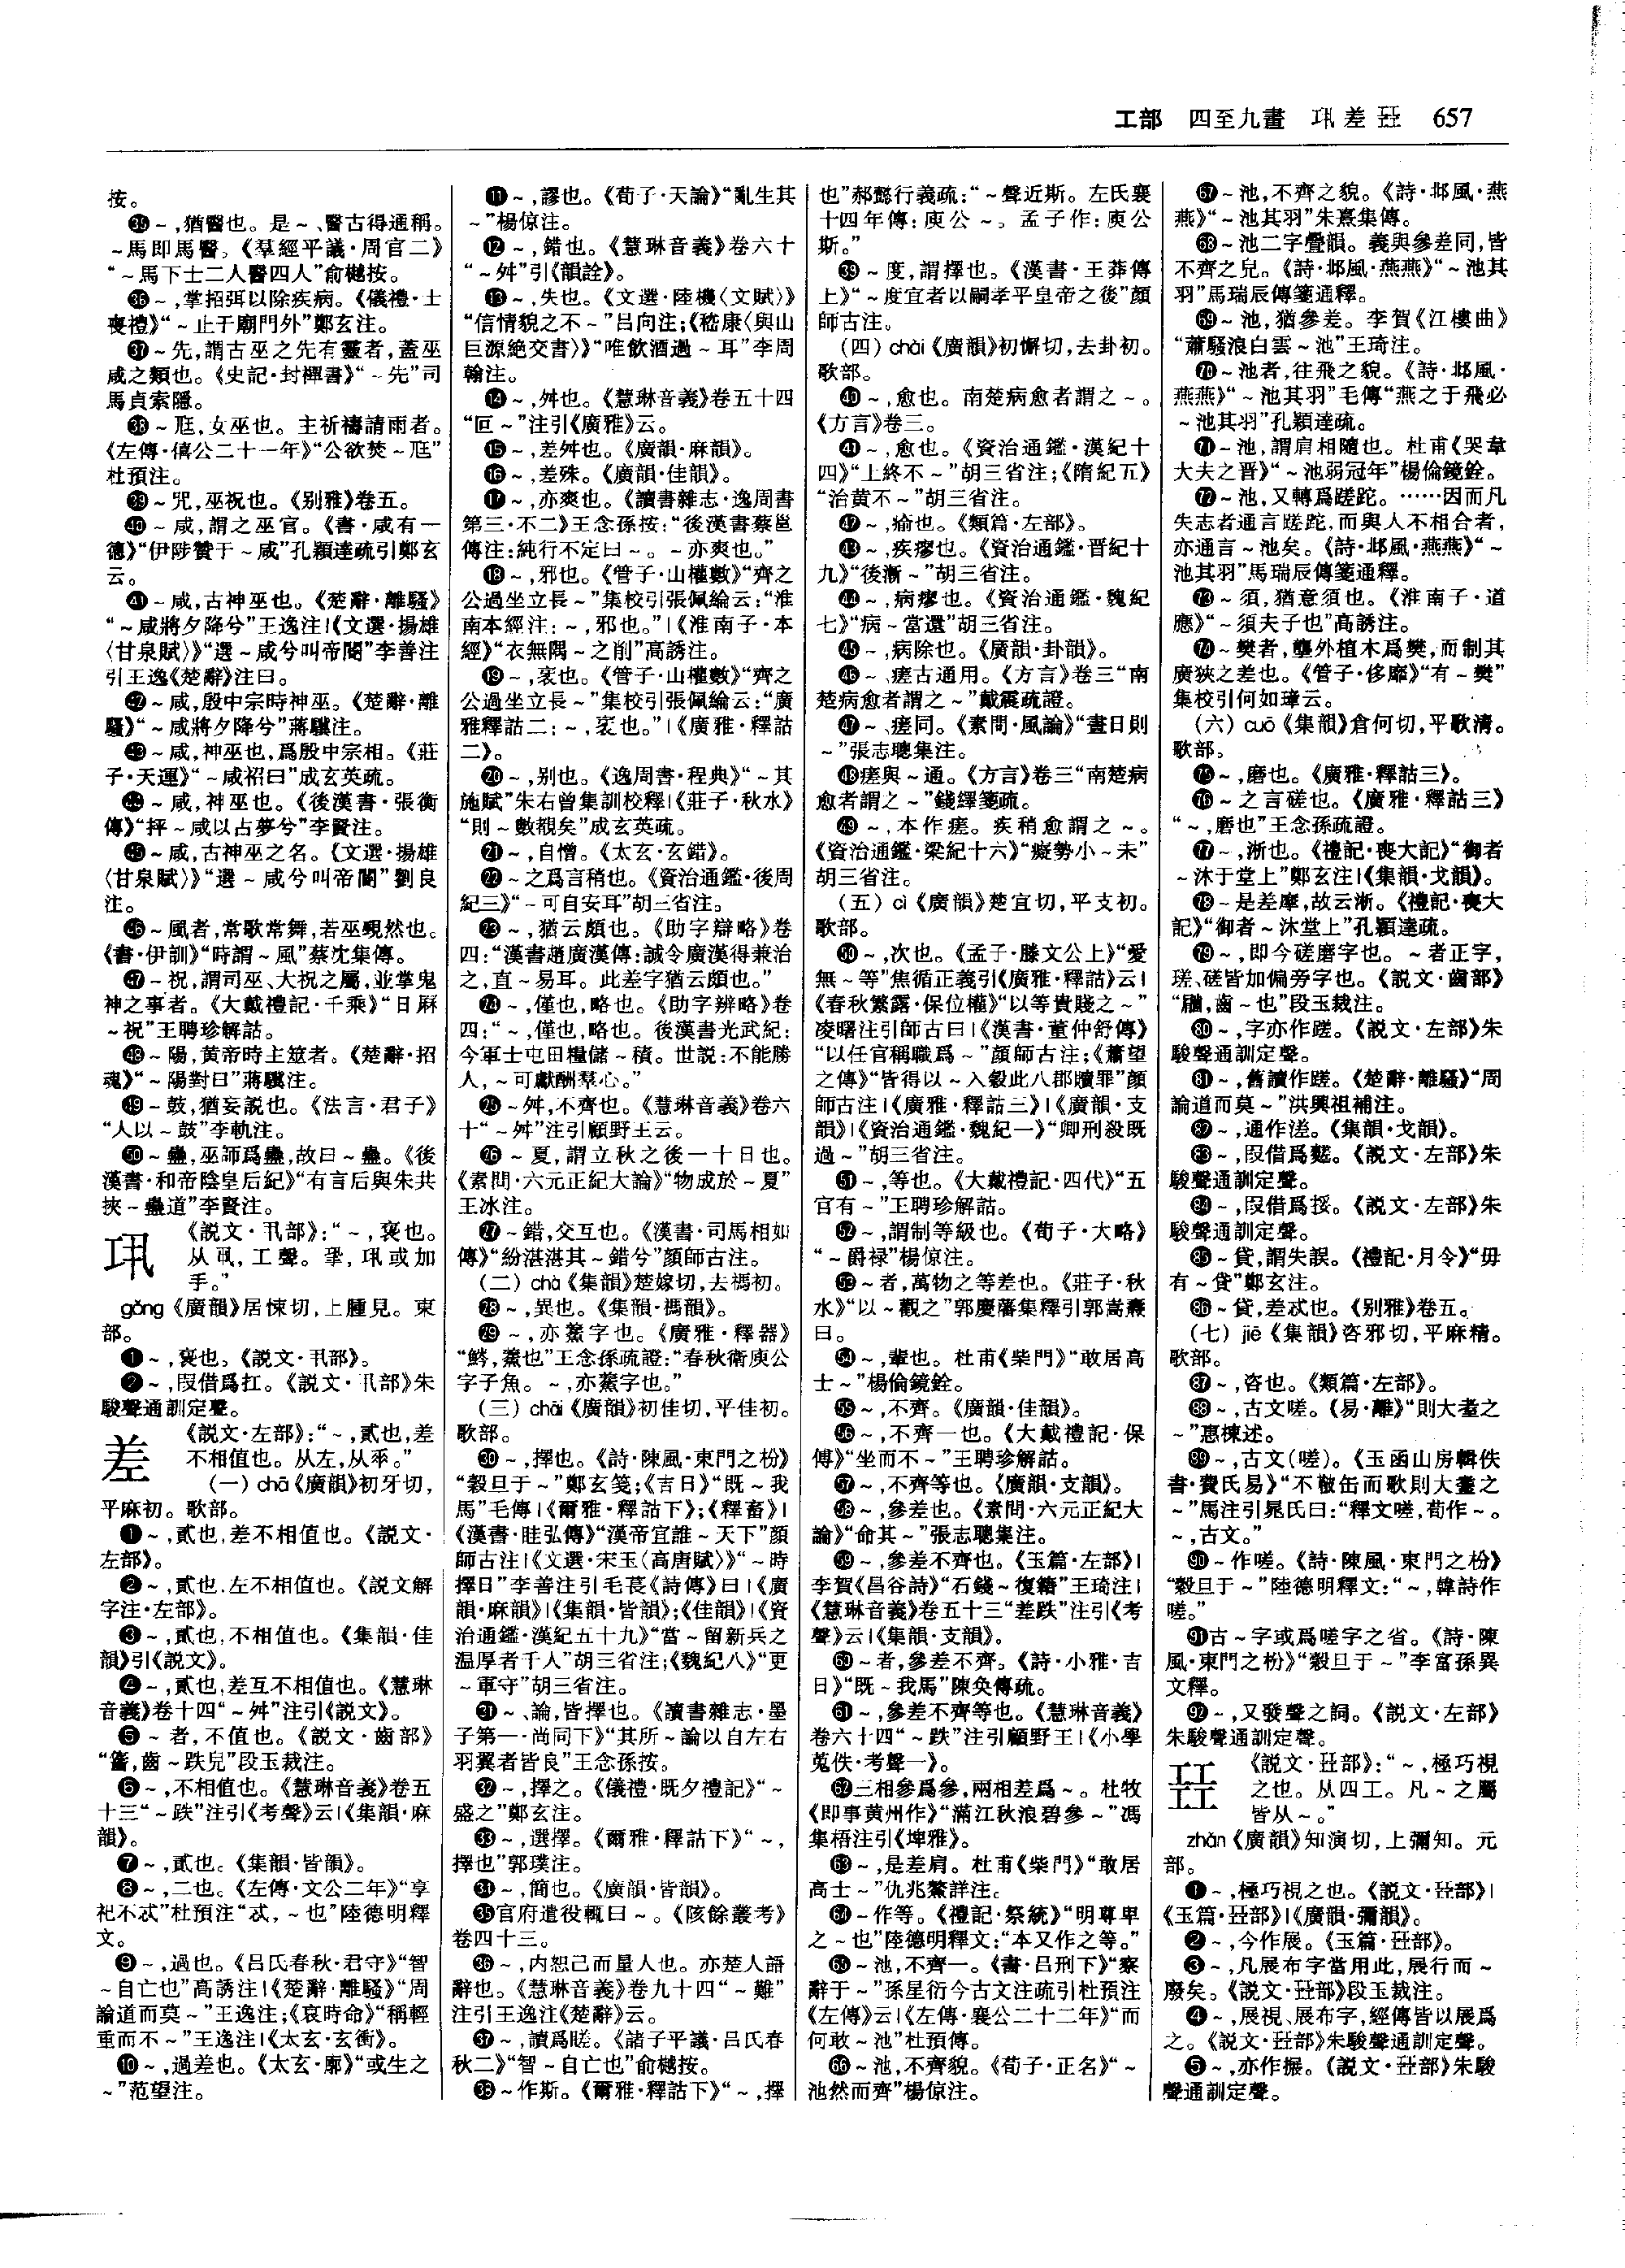 工部　四至九畫　巩差㠭　657
按。
㉟～,猶醫也。是～、醫古得通稱。
～馬即馬醫。《羣經平議·周官二》
“～馬下士二人醫四人”俞樾按。
㊱～,掌招弭以除疾病。《儀禮·士
喪禮》“～止于廟門外”鄭玄注。
㊲～先,謂古巫之先有靈者,蓋巫
咸之類也。《史記·封禪書》“～先”司
馬貞索隱。
㊳～尫,女巫也。主祈禱請雨者。
《左傳·僖公二十一年》“公欲焚～尫”
杜預注。
㊴～咒,巫祝也。《別雅》卷五。
㊵～咸,謂之巫官。《書·咸有一
德》“伊陟贊于～咸”孔穎達疏引鄭玄
云。
㊶～咸,古神巫也。《楚辭·離騷》
“～咸將夕降兮”王逸注|《文選·揚雄
〈甘泉賦〉》“選～咸兮叫帝閽”李善注
引王逸《楚辭》注曰。
㊷～咸,殷中宗時神巫。《楚辭·離
騷》“～咸將夕降兮”蔣驥注。
㊸～咸,神巫也,爲殷中宗相。《莊
子·天運》“～咸袑曰”成玄英疏。
㊹～咸,神巫也。《後漢書·張衡
傳》“抨～咸以占夢兮”李賢注。
㊺～咸,古神巫之名。《文選·揚雄
〈甘泉賦〉》“選～咸兮叫帝閽”劉良
注。
㊻～風者,常歌常舞,若巫覡然也。
《書·伊訓》“時謂～風”蔡沈集傳。
㊼～祝,謂司巫、大祝之屬,並掌鬼
神之事者。《大戴禮記·千乘》“日厤
～祝”王聘珍解詁。
㊽～陽,黄帝時主筮者。《楚辭·招
魂》“～陽對曰”蔣驥注。
㊾～鼓,猶妄説也。《法言·君子》
“人以～鼓”李軌注。
㊿～蠱,巫師爲蠱,故曰～蠱。《後
漢書·和帝陰皇后紀》“有言后與朱共
挾～蠱道”李賢注。
巩
《説文·丮部》:“～,褢也。
从丮,工聲。㧬,巩或加
手。”
gǒng《廣韻》居悚切,上腫見。東
部。
❶～,褢也。《説文·丮部》。
❷～,叚借爲扛。《説文·丮部》朱
駿聲通訓定聲。
差
《説文·左部》:“～,貳也,差
不相值也。从左,从𠂹。”
(一) chā《廣韻》初牙切,
平麻初。歌部。
❶～,貳也,差不相值也。《説文·
左部》。
❷～,貳也,左不相值也。《説文解
字注·左部》。
❸～,貳也,不相值也。《集韻·佳
韻》引《説文》。
❹～,貳也,差互不相值也。《慧琳
音義》卷十四“～舛”注引《説文》。
❺～者,不值也。《説文·齒部》
“齹,齒～跌皃”段玉裁注。
❻～,不相值也。《慧琳音義》卷五
十三“～跌”注引《考聲》云|《集韻·麻
韻》。
❼～,貳也。《集韻·皆韻》。
❽～,二也。《左傳·文公二年》“享
祀不忒”杜預注“忒,～也”陸德明釋
文。
❾～,過也。《吕氏春秋·君守》“智
～自亡也”高誘注|《楚辭·離騷》“周
論道而莫～”王逸注;《哀時命》“稱輕
重而不～”王逸注|《太玄·玄衝》。
❿～,過差也。《太玄·廓》“或生之
～”范望注。
⓫～,謬也。《荀子·天論》“亂生其
～”楊倞注。
⓬～,錯也。《慧琳音義》卷六十
“～舛”引《韻詮》。
⓭～,失也。《文選·陸機〈文賦〉》
“信情貌之不～”吕向注;《嵇康〈與山
巨源絶交書〉》“唯飲酒過～耳”李周
翰注。
⓮～,舛也。《慧琳音義》卷五十四
“叵～”注引《廣雅》云。
⓯～,差舛也。《廣韻·麻韻》。
⓰～,差殊。《廣韻·佳韻》。
⓱～,亦爽也。《讀書雜志·逸周書
第三·不二》王念孫按:“後漢書蔡邕
傳注:純行不定曰～。～亦爽也。”
⓲～,邪也。《管子·山權數》“齊之
公過坐立長～”集校引張佩綸云:“淮
南本經注:～,邪也。”|《淮南子·本
經》“衣無隅～之削”高誘注。
⓳～,衺也。《管子·山權數》“齊之
公過坐立長～”集校引張佩綸云:“廣
雅釋詁二:～,衺也。”|《廣雅·釋詁
二》。
⓴～,别也。《逸周書·程典》“～其
施賦”朱右曾集訓校釋|《莊子·秋水》
“則～數覩矣”成玄英疏。
㉑～,自憎。《太玄·玄錯》。
㉒～之爲言稍也。《資治通鑑·後周
紀三》“～可自安耳”胡三省注。
㉓～,猶云頗也。《助字辯略》卷
四:“漢書趙廣漢傳:誠令廣漢得兼治
之,直～易耳。此差字猶云頗也。”
㉔～,僅也,略也。《助字辨略》卷
四:“～,僅也,略也。後漢書光武紀:
今軍士屯田糧儲～積。世説:不能勝
人,～可獻酬羣心。”
㉕～舛,不齊也。《慧琳音義》卷六
十“～舛”注引顧野王云。
㉖～夏,謂立秋之後一十日也。
《素問·六元正紀大論》“物成於～夏”
王冰注。
㉗～錯,交互也。《漢書·司馬相如
傳》“紛湛湛其～錯兮”顔師古注。
(二) chà《集韻》楚嫁切,去禡初。
㉘～,異也。《集韻·禡韻》。
㉙～,亦鮺字也。《廣雅·釋器》
“鮺,鮺也”王念孫疏證:“春秋衛庾公
字子魚。～,亦鮺字也。”
(三) chāi《廣韻》初佳切,平佳初。
歌部。
㉚～,擇也。《詩·陳風·東門之枌》
“穀旦于～”鄭玄箋;《吉日》“既～我
馬”毛傳|《爾雅·釋詁下》;《釋畜》|
《漢書·眭弘傳》“漢帝宜誰～天下”顔
師古注|《文選·宋玉〈高唐賦〉》“～時
擇日”李善注引毛萇《詩傳》曰|《廣
韻·麻韻》|《集韻·皆韻》;《佳韻》|《資
治通鑑·漢紀五十九》“當～留新兵之
温厚者千人”胡三省注;《魏紀八》“更
～軍守”胡三省注。
㉛～、論,皆擇也。《讀書雜志·墨
子第一·尚同下》“其所～論以自左右
羽翼者皆良”王念孫按。
㉜～,擇之。《儀禮·既夕禮記》“～
盛之”鄭玄注。
㉝～,選擇。《爾雅·釋詁下》“～,
擇也”郭璞注。
㉞～,簡也。《廣韻·皆韻》。
㉟官府遣役輒曰～。《陔餘叢考》
卷四十三。
㊱～,内恕己而量人也。亦楚人語
辭也。《慧琳音義》卷九十四“～難”
注引王逸注《楚辭》云。
㊲～,讀爲䁟。《諸子平議·吕氏春
秋二》“智～自亡也”俞樾按。
㊳～作斯。《爾雅·釋詁下》“～,擇
也”郝懿行義疏:“～聲近斯。左氏襄
十四年傳:庾公～。孟子作:庾公
斯。”
㊴～度,謂擇也。《漢書·王莽傳
上》“～度宜者以嗣孝平皇帝之後”顔
師古注。
(四) chài《廣韻》初懈切,去卦初。
歌部。
㊵～,愈也。南楚病愈者謂之～。
《方言》卷三。
㊶～,愈也。《資治通鑑·漢紀十
四》“上終不～”胡三省注;《隋紀五》
“治黄不～”胡三省注。
㊷～,瘉也。《類篇·左部》。
㊸～,疾瘳也。《資治通鑑·晉紀十
九》“後漸～”胡三省注。
㊹～,病瘳也。《資治通鑑·魏紀
七》“病～當還”胡三省注。
㊺～,病除也。《廣韻·卦韻》。
㊻～、瘥古通用。《方言》卷三“南
楚病愈者謂之～”戴震疏證。
㊼～、瘥同。《素問·風論》“晝日則
～”張志聰集注。
㊽瘥與～通。《方言》卷三“南楚病
愈者謂之～”錢繹箋疏。
㊾～,本作瘥。疾稍愈謂之～。
《資治通鑑·梁紀十六》“癡勢小～未”
胡三省注。
(五) cī《廣韻》楚宜切,平支初。
歌部。
㊿～,次也。《孟子·滕文公上》“愛
無～等”焦循正義引《廣雅·釋詁》云|
《春秋繁露·保位權》“以等貴賤之～”
凌曙注引師古曰|《漢書·董仲舒傳》
“以任官稱職爲～”顔師古注;《蕭望
之傳》“皆得以～入穀此八郡贖罪”顔
師古注|《廣雅·釋詁三》|《廣韻·支
韻》|《資治通鑑·魏紀一》“卿刑殺既
過～”胡三省注。
51～,等也。《大戴禮記·四代》“五
官有～”王聘珍解詁。
52～,謂制等級也。《荀子·大略》
“～爵禄”楊倞注。
53～者,萬物之等差也。《莊子·秋
水》“以～觀之”郭慶藩集釋引郭嵩燾
曰。
54～,輩也。杜甫《柴門》“敢居高
士～”楊倫鏡銓。
55～,不齊。《廣韻·佳韻》。
56～,不齊一也。《大戴禮記·保
傅》“坐而不～”王聘珍解詁。
57～,不齊等也。《廣韻·支韻》。
58～,參差也。《素問·六元正紀大
論》“命其～”張志聰集注。
59～,參差不齊也。《玉篇·左部》|
李賀《昌谷詩》“石錢～復籍”王琦注|
《慧琳音義》卷五十三“差跌”注引《考
聲》云|《集韻·支韻》。
60～者,參差不齊。《詩·小雅·吉
日》“既～我馬”陳奂傳疏。
61～,參差不齊等也。《慧琳音義》
卷六十四“～跌”注引顧野王|《小學
蒐佚·考聲一》。
62三相參爲參,兩相差爲～。杜牧
《即事黄州作》“滿江秋浪碧參～”馮
集梧注引《埤雅》。
63～,是差肩。杜甫《柴門》“敢居
高士～”仇兆鰲詳注。
64～作等。《禮記·祭統》“明尊卑
之～也”陸德明釋文:“本又作之等。”
65～池,不齊一。《書·吕刑下》“察
辭于～”孫星衍今古文注疏引杜預注
《左傳》云|《左傳·襄公二十二年》“而
何敢～池”杜預傳。
66～池,不齊貌。《荀子·正名》“～
池然而齊”楊倞注。
67～池,不齊之貌。《詩·邶風·燕
燕》“～池其羽”朱熹集傳。
68～池二字疊韻。義與參差同,皆
不齊之皃。《詩·邶風·燕燕》“～池其
羽”馬瑞辰傳箋通釋。
69～池,猶參差。李賀《江樓曲》
“蕭騷浪白雲～池”王琦注。
70～池者,往飛之貌。《詩·邶風·
燕燕》“～池其羽”毛傳“燕之于飛必
～池其羽”孔穎達疏。
71～池,謂肩相隨也。杜甫《哭韋
大夫之晉》“～池弱冠年”楊倫鏡銓。
72～池,又轉爲蹉跎。……因而凡
失志者通言蹉跎,而與人不相合者,
亦通言～池矣。《詩·邶風·燕燕》“～
池其羽”馬瑞辰傳箋通釋。
73～須,猶意須也。《淮南子·道
應》“～須夫子也”高誘注。
74～樊者,壟外植木爲樊,而制其
廣狹之差也。《管子·侈靡》“有～樊”
集校引何如璋云。
(六) cuō《集韻》倉何切,平歌清。
歌部。
75～,磨也。《廣雅·釋詁三》。
76～之言磋也。《廣雅·釋詁三》
“～,磨也”王念孫疏證。
77～,淅也。《禮記·喪大記》“御者
～沐于堂上”鄭玄注|《集韻·戈韻》。
78～是差摩,故云淅。《禮記·喪大
記》“御者～沐堂上”孔穎達疏。
79～,即今磋磨字也。～者正字,
瑳、磋皆加偏旁字也。《説文·齒部》
齒～也”段玉裁注。
80～,字亦作蹉。《説文·左部》朱
駿聲通訓定聲。
81～,舊讀作蹉。《楚辭·離騷》“周
論道而莫～”洪興祖補注。
82～,通作溠。《集韻·戈韻》。
83～,叚借爲䰈。《説文·左部》朱
駿聲通訓定聲。
84～,叚借爲挼。《説文·左部》朱
駿聲通訓定聲。
85～貸,謂失誤。《禮記·月令》“毋
有～貸”鄭玄注。
86～貸,差忒也。《别雅》卷五。
(七) jiē《集韻》咨邪切,平麻精。
歌部。
87～,咨也。《類篇·左部》。
88～,古文嗟。《易·離》“則大耋之
～”惠棟述。
89～,古文(嗟)。《玉函山房輯佚
書·費氏易》“不敲缶而歌則大耋之
～”馬注引晁氏曰:“釋文嗟,荀作～。
～,古文。”
90～作嗟。《詩·陳風·東門之枌》
“穀旦于～”陸德明釋文:“～,韓詩作
嗟。”
91古～字或爲嗟字之省。《詩·陳
風·東門之枌》“穀旦于～”李富孫異
文釋。
92～,又發聲之詞。《説文·左部》
朱駿聲通訓定聲。
㠭
《説文·㠭部》:“～,極巧視
之也。从四工。凡～之屬
皆从～。”
zhǎn《廣韻》知演切,上獮知。元
部。
❶～,極巧視之也。《説文·㠭部》|
《玉篇·㠭部》|《廣韻·獮韻》。
❷～,今作展。《玉篇·㠭部》。
❸～,凡展布字當用此,展行而～
廢矣。《説文·㠭部》段玉裁注。
❹～,展視、展布字,經傳皆以展爲
之。《説文·㠭部》朱駿聲通訓定聲。
❺～,亦作搌。《説文·㠭部》朱駿
聲通訓定聲。